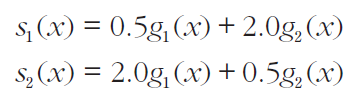 s₁(x) = 0.5g₁(x) + 2.0g₂(x)
s₂(x) = 2.0g₁(x) + 0.5g₂(x)